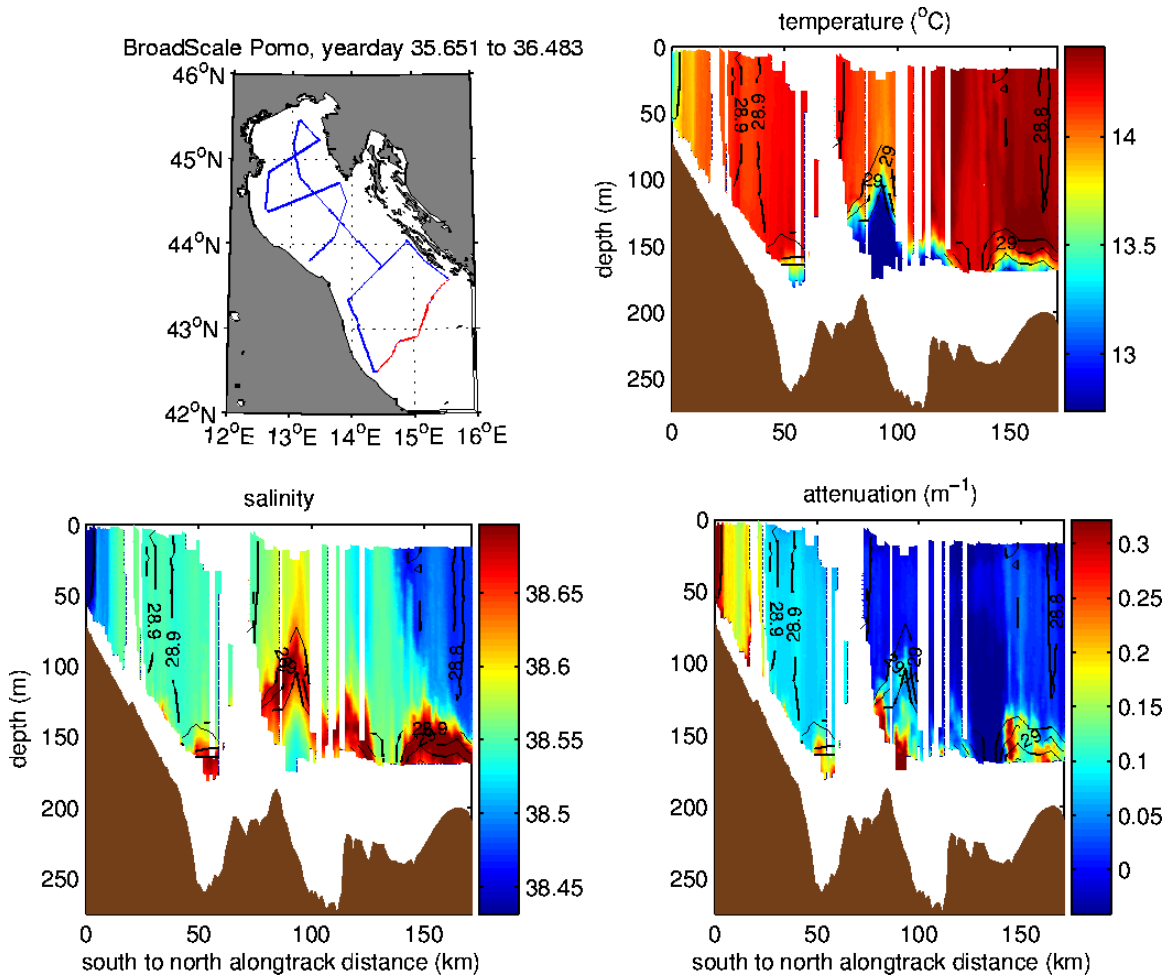 BroadScale Pomo, yearday 35.651 to 36.483
46°N
45°N
44°N
43°N
42°N
12°E 13°E 14°E 15°E 16°E
temperature (°C)
0
50
100
150
200
250
depth (m)
0 50 100 150
28.9
28.9
29
29
29
28.8
14
13.5
13
salinity
0
50
100
150
200
250
depth (m)
0 50 100 150
south to north alongtrack distance (km)
28.9
28.9
29
28.9
29
28.8
38.65
38.6
38.55
38.5
38.45
attenuation (m⁻¹)
0
50
100
150
200
250
depth (m)
0 50 100 150
south to north alongtrack distance (km)
28.9
28.9
29
29
29
28.8
0.3
0.25
0.2
0.15
0.1
0.05
0